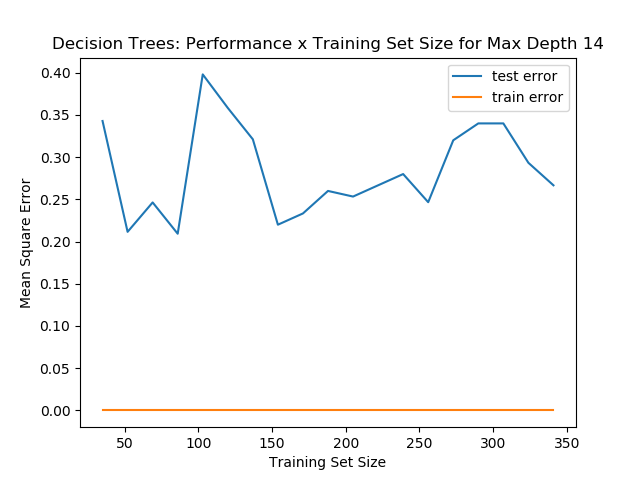 Decision Trees: Performance x Training Set Size for Max Depth 14
test error
train error
0.40
0.35
0.30
0.25
0.20
0.15
0.10
0.05
0.00
Mean Square Error
50 100 150 200 250 300 350
Training Set Size